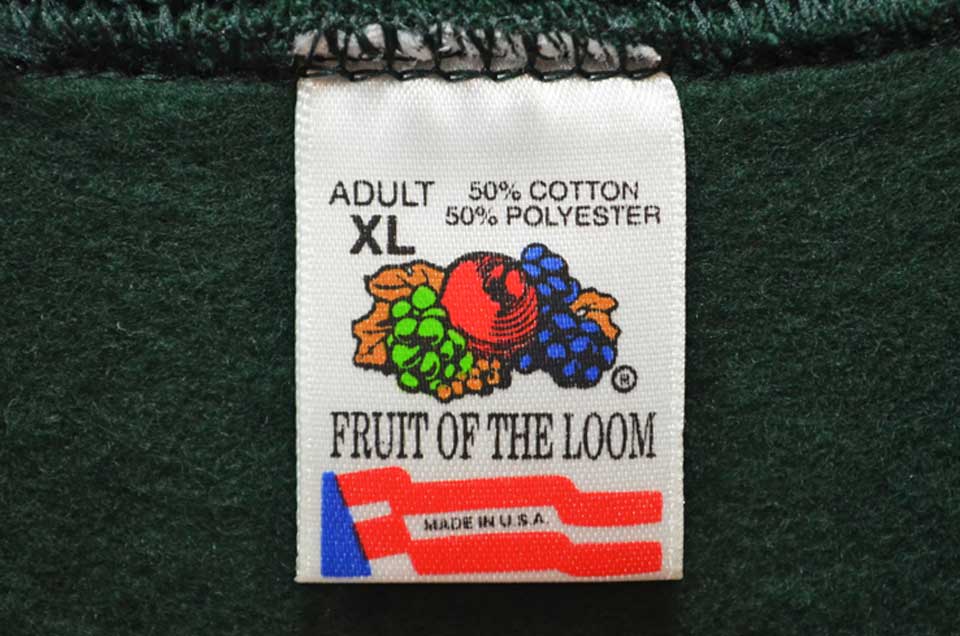 ADULT
XL
50% COTTON
50% POLYESTER
®
FRUIT OF THE LOOM
MADE IN U.S.A.